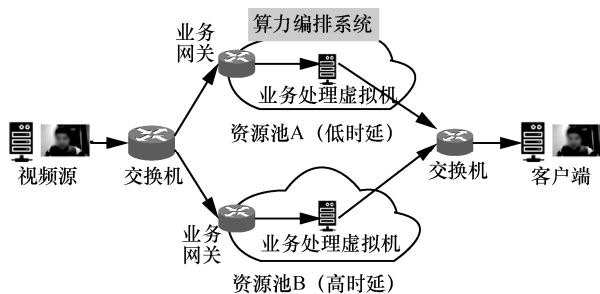 算力编排系统
业务
网关
业务处理虚拟机
资源池A（低时延）
视频源
交换机
交换机
客户端
业务
网关
业务处理虚拟机
资源池B（高时延）